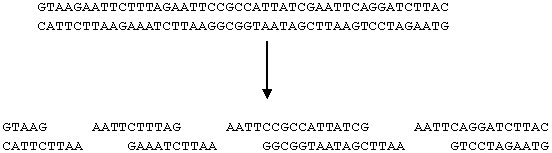 GTAAGAATTCTTTAGAATTCCGCCATTATCGAATTCAGGATCTTAC
CATTCTTAAGAAATCTTAAGGCGGTAATAGCTTAAGTCCTAGAATG
GTAAG AATTCTTTAG AATTCCGCCATTATCG AATTCAGGATCTTAC
CATTCTTAA GAAATCTTAA GGCGGTAATAGCTTAA GTCCTAGAATG